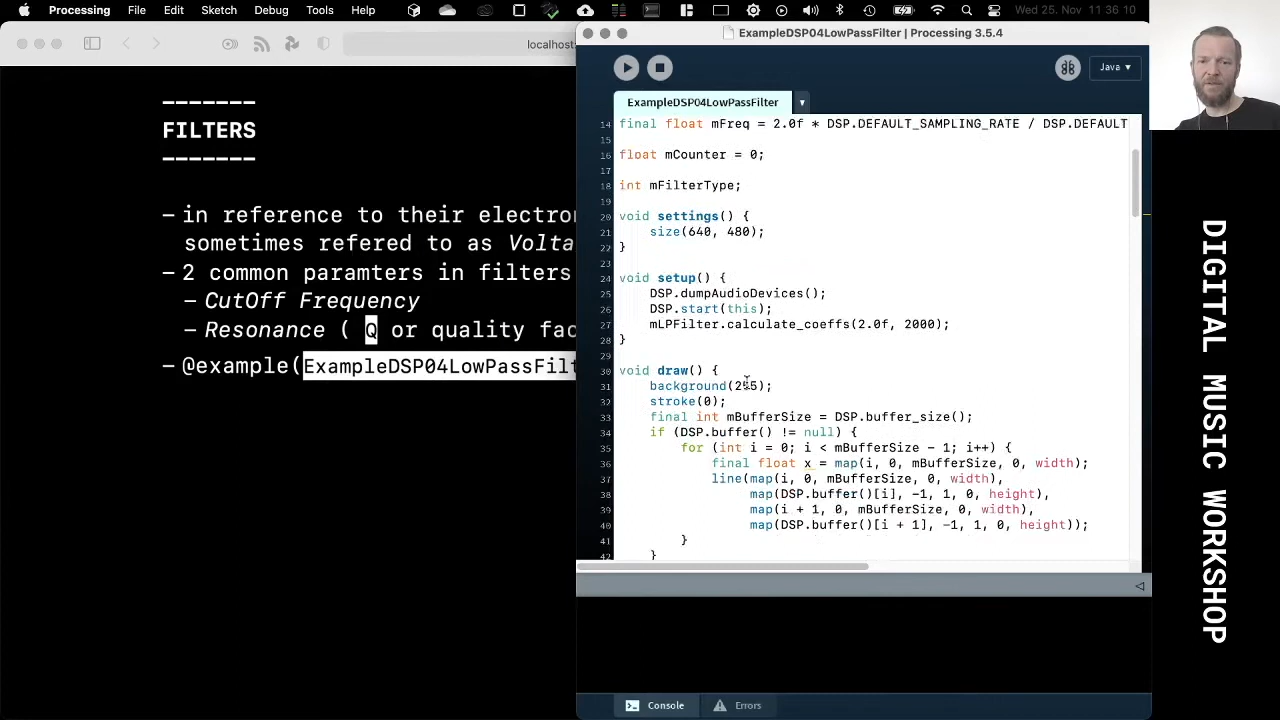 Processing File Edit Sketch Debug Tools Help Wed 25. Nov 11 36 10
localhost:
ExampleDSP04LowPassFilter | Processing 3.5.4
Java ▾
ExampleDSP04LowPassFilter
-------
FILTERS
-------
– in reference to their electron
sometimes refered to as Volta
– 2 common paramters in filters
– CutOff Frequency
– Resonance ( Q or quality fac
– @example(ExampleDSP04LowPassFilt
14 final float mFreq = 2.0f * DSP.DEFAULT_SAMPLING_RATE / DSP.DEFAULT
15
16 float mCounter = 0;
17
18 int mFilterType;
19
20 void settings() {
21 size(640, 480);
22 }
23
24 void setup() {
25 DSP.dumpAudioDevices();
26 DSP.start(this);
27 mLPFilter.calculate_coeffs(2.0f, 2000);
28 }
29
30 void draw() {
31 background(255);
32 stroke(0);
33 final int mBufferSize = DSP.buffer_size();
34 if (DSP.buffer() != null) {
35 for (int i = 0; i < mBufferSize - 1; i++) {
36 final float x = map(i, 0, mBufferSize, 0, width);
37 line(map(i, 0, mBufferSize, 0, width),
38 map(DSP.buffer()[i], -1, 1, 0, height),
39 map(i + 1, 0, mBufferSize, 0, width),
40 map(DSP.buffer()[i + 1], -1, 1, 0, height));
41 }
42 }
Console
Errors
DIGITAL MUSIC WORKSHOP